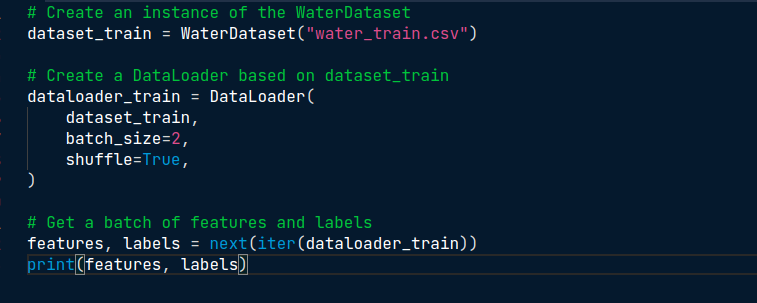 # Create an instance of the WaterDataset
dataset_train = WaterDataset("water_train.csv")
# Create a DataLoader based on dataset_train
dataloader_train = DataLoader(
    dataset_train,
    batch_size=2,
    shuffle=True,
)
# Get a batch of features and labels
features, labels = next(iter(dataloader_train))
print(features, labels)